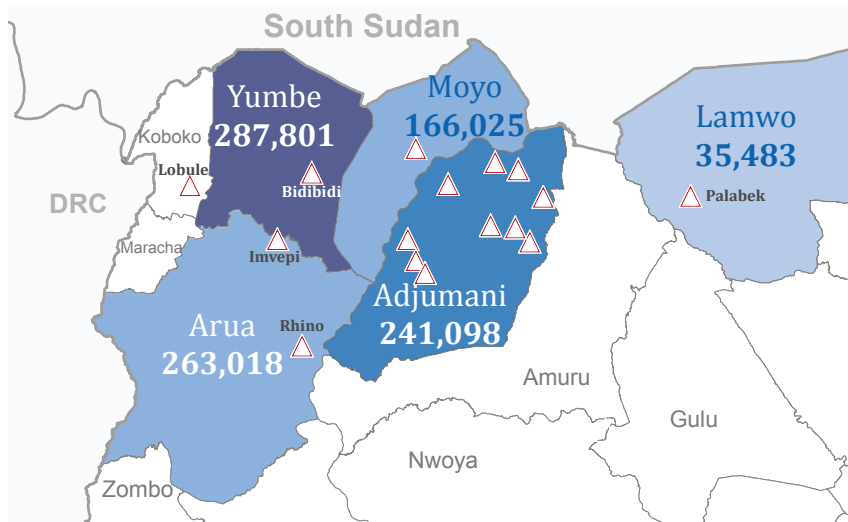 South Sudan
Yumbe
287,801
Moyo
166,025
Lamwo
35,483
Koboko
Lobule
Bidibidi
Palabek
DRC
Maracha
Imvepi
Adjumani
241,098
Arua
263,018
Rhino
Amuru
Gulu
Nwoya
Zombo